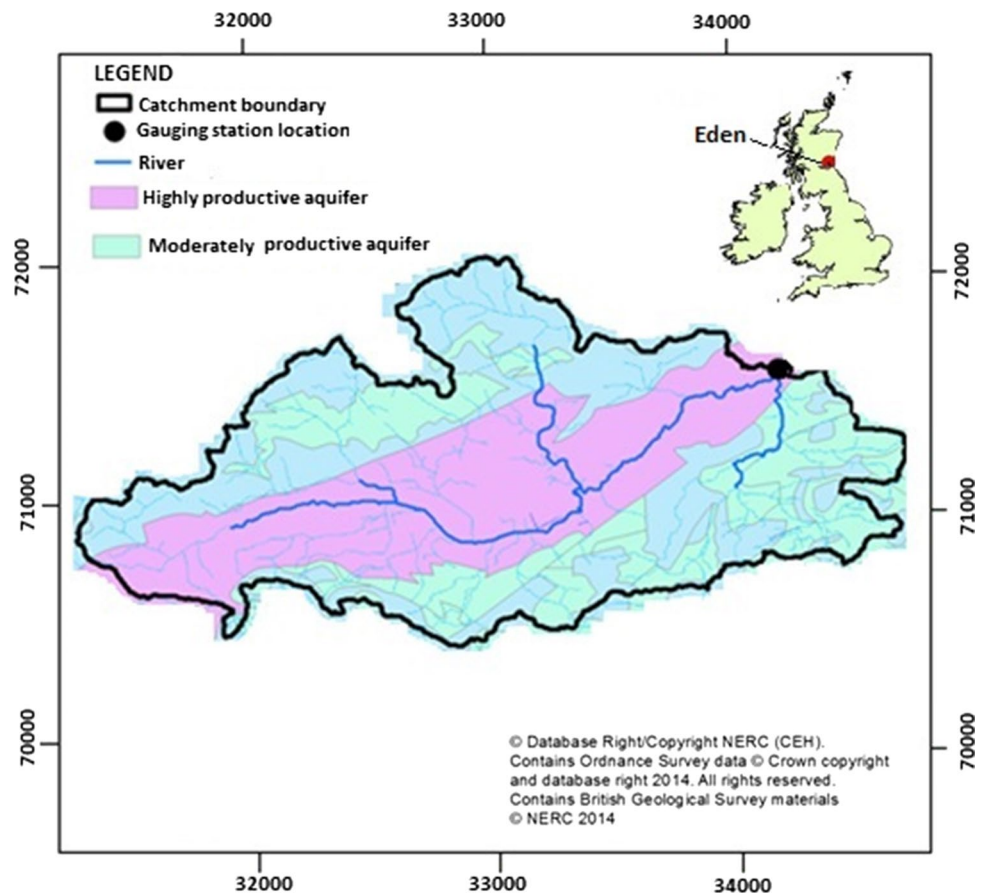 32000 33000 34000
LEGEND
Catchment boundary
Gauging station location
River
Highly productive aquifer
Moderately productive aquifer
Eden
72000 72000
71000 71000
70000 70000
© Database Right/Copyright NERC (CEH).
Contains Ordnance Survey data © Crown copyright
and database right 2014. All rights reserved.
Contains British Geological Survey materials
© NERC 2014
32000 33000 34000